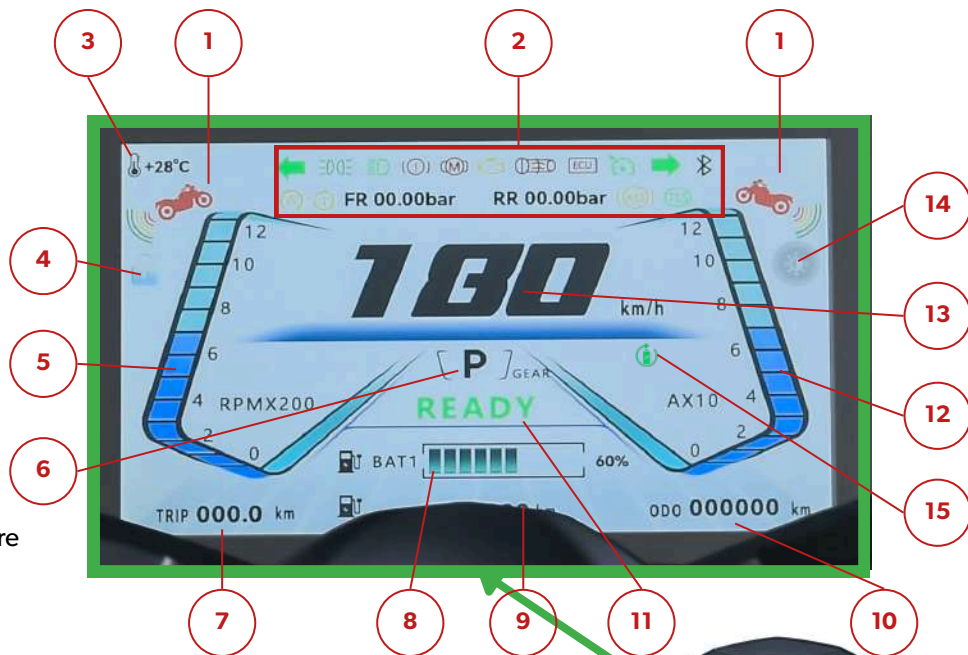 3 1 2 1
+28°C
ECU
FR 00.00bar RR 00.00bar
14
12 12
4
10 10
180
km/h
13
8 8
5
6 6
P
GEAR
12
4 RPMX200 AX10 4
READY
2 2
6
0 0
BAT1 60%
15
TRIP 000.0 km km ODO 000000 km
re
7 8 9 11 10